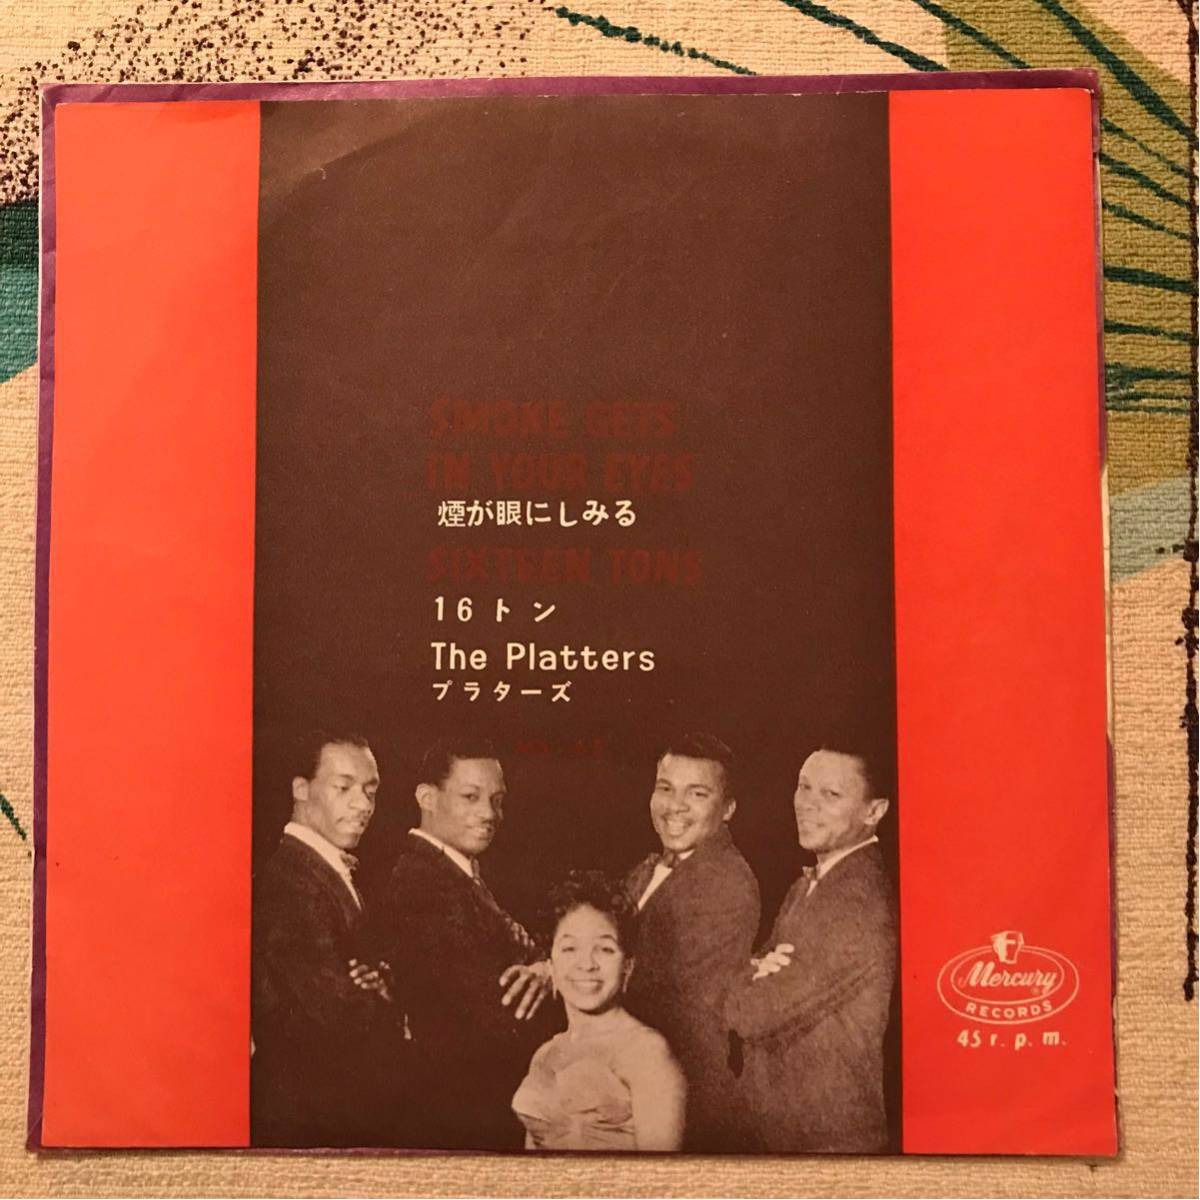 SMOKE GETS
IN YOUR EYES
煙が眼にしみる
SIXTEEN TONS
16トン
The Platters
プラターズ
Mercury
RECORDS
45 r. p. m.